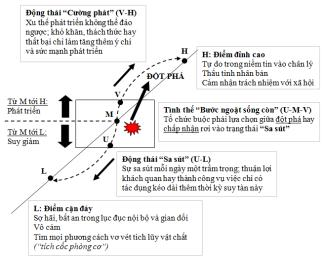 Động thái “Cường phát” (V-H)
Xu thế phát triển không thể đảo
ngược; khó khăn, thách thức hay
thất bại chỉ làm tăng thêm ý chí
và sức mạnh phát triển
H
H: Điểm đỉnh cao
Tự do trong niềm tin vào chân lý
Thấu tình nhân bản
Cảm nhận trách nhiệm với xã hội
ĐỘT PHÁ
Từ M tới H:
Phát triển
V
M
U
Từ M tới L:
Suy giảm
Tình thế “Bước ngoặt sống còn” (U-M-V)
Tổ chức buộc phải lựa chọn giữa đột phá hay
chấp nhận rơi vào trạng thái “Sa sút”
L
Động thái “Sa sút” (U-L)
Sự sa sút mỗi ngày một trầm trọng; thuận lợi
khách quan hay thành công vụ việc chỉ có
tác dụng kéo dài thêm thời kỳ suy tàn này
L: Điểm cận đáy
Sợ hãi, bất an trong lục đục nội bộ và gian dối
Vô cảm
Tìm mọi phương cách vơ vét tích lũy vật chất
(“tích cốc phòng cơ”)